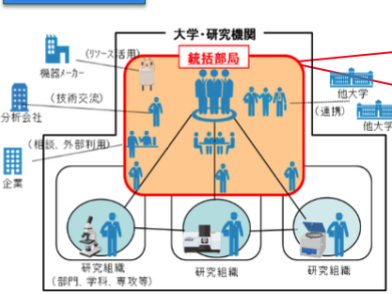 大学・研究機関
統括部局
(リソース活用)
機器メーカー
(技術交流)
分析会社
(相談、外部利用)
企業
他大学
(連携)
他大学
研究組織
(部門、学科、専攻等)
研究組織
研究組織